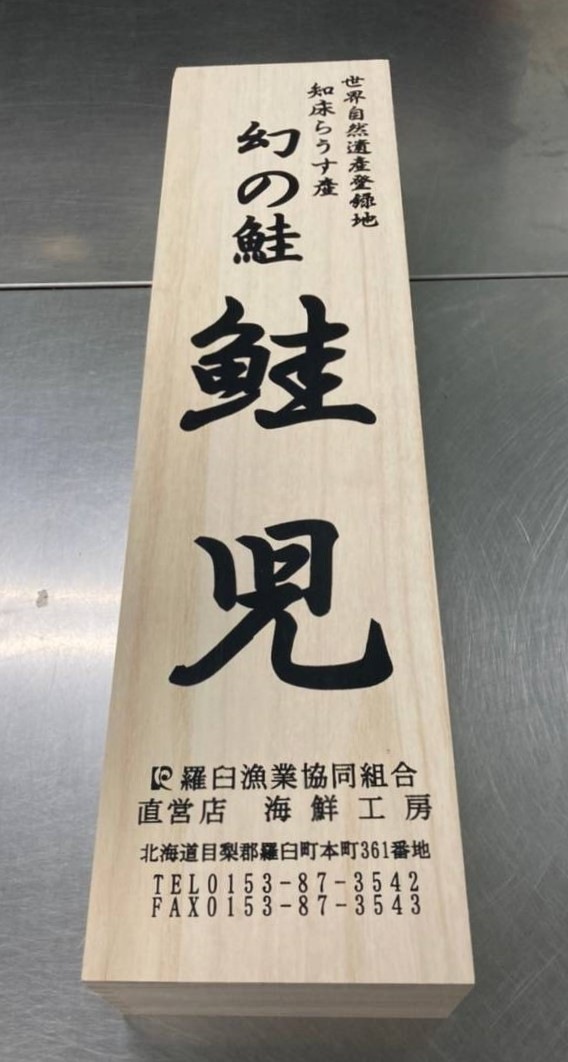 世界自然遺産登録地
知床らうす産
幻の鮭
鮭児
羅臼漁業協同組合
直営店 海鮮工房
北海道目梨郡羅臼町本町361番地
TEL0153-87-3542
FAX0153-87-3543